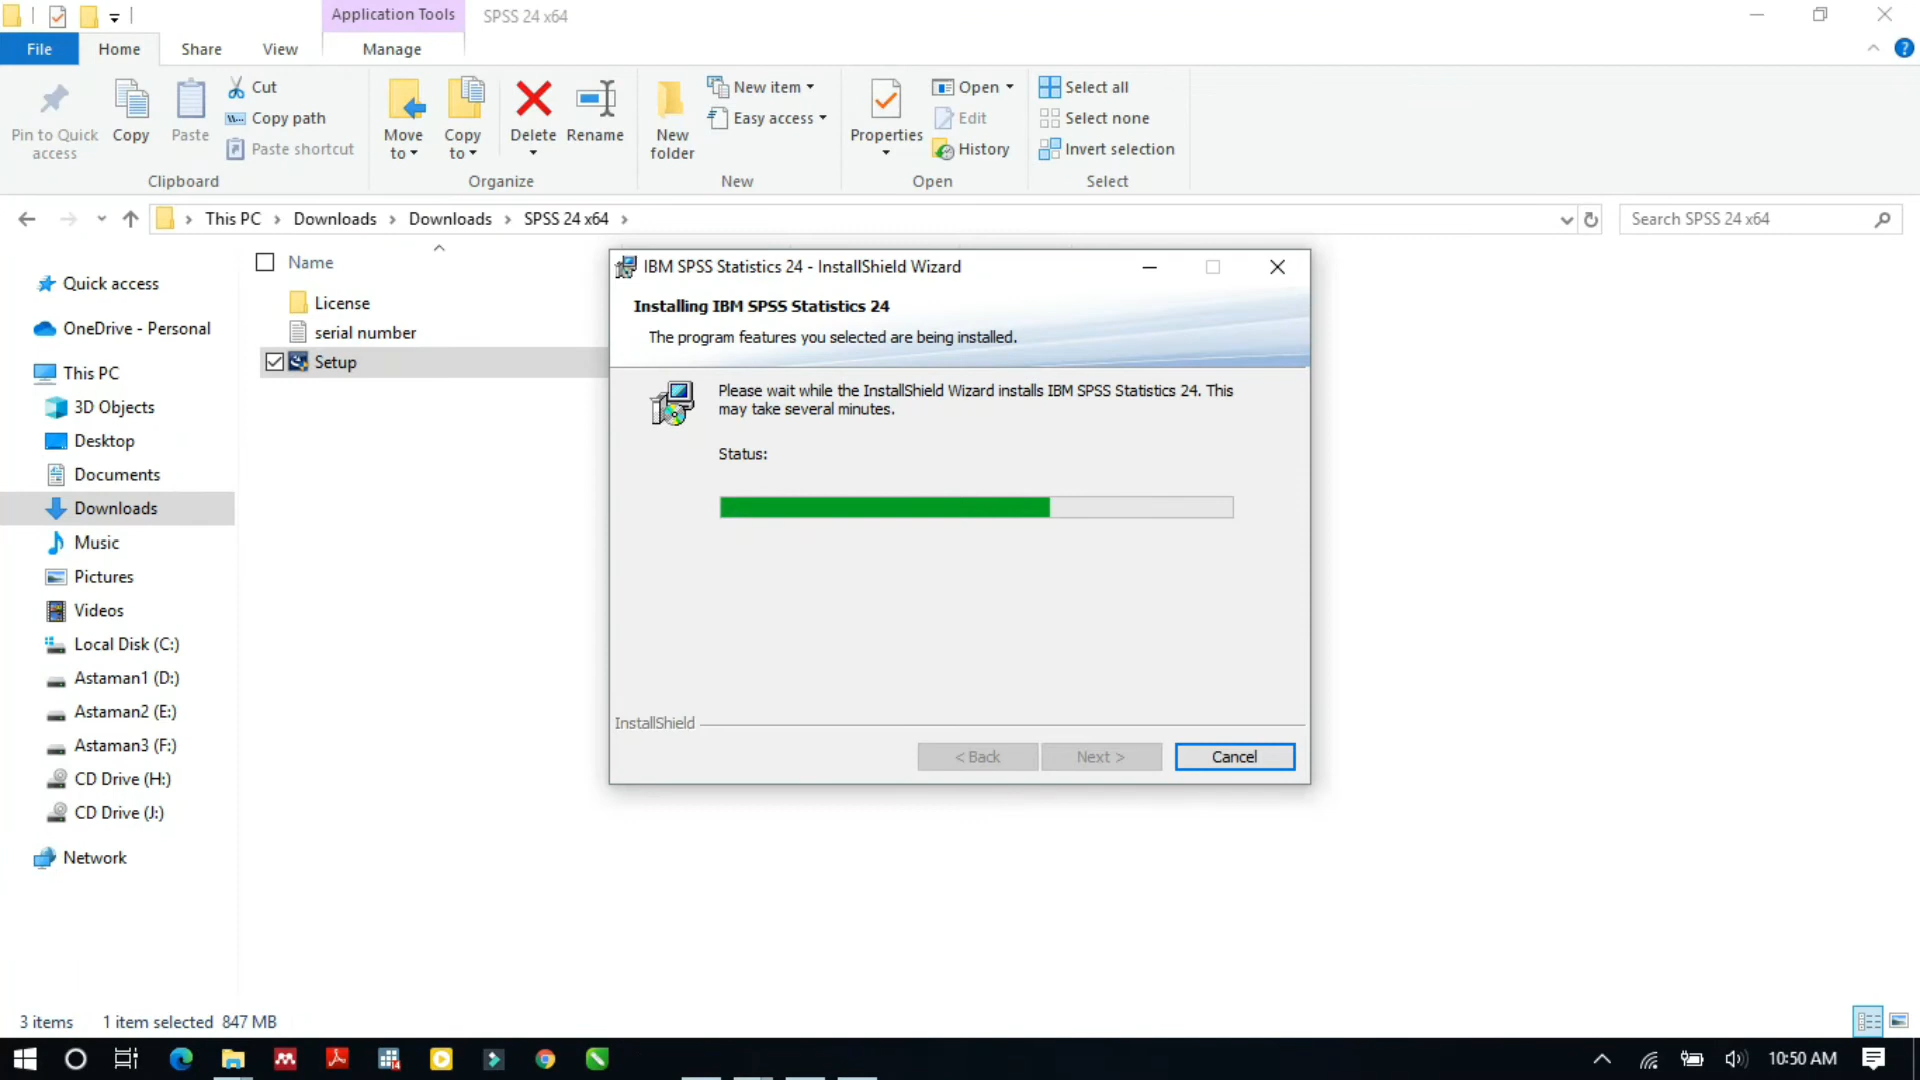 Application Tools
SPSS 24 x64
File
Home
Share
View
Manage
Pin to Quick
access
Copy
Paste
Cut
Copy path
Paste shortcut
Clipboard
Move
to
Copy
to
Delete
Rename
Organize
New
folder
New item
Easy access
New
Properties
Open
Edit
History
Open
Select all
Select none
Invert selection
Select
This PC
Downloads
Downloads
SPSS 24 x64
Search SPSS 24 x64
Quick access
OneDrive - Personal
This PC
3D Objects
Desktop
Documents
Downloads
Music
Pictures
Videos
Local Disk (C:)
Astaman1 (D:)
Astaman2 (E:)
Astaman3 (F:)
CD Drive (H:)
CD Drive (J:)
Network
Name
License
serial number
Setup
IBM SPSS Statistics 24 - InstallShield Wizard
Installing IBM SPSS Statistics 24
The program features you selected are being installed.
Please wait while the InstallShield Wizard installs IBM SPSS Statistics 24. This
may take several minutes.
Status:
InstallShield
< Back
Next >
Cancel
3 items
1 item selected 847 MB
10:50 AM